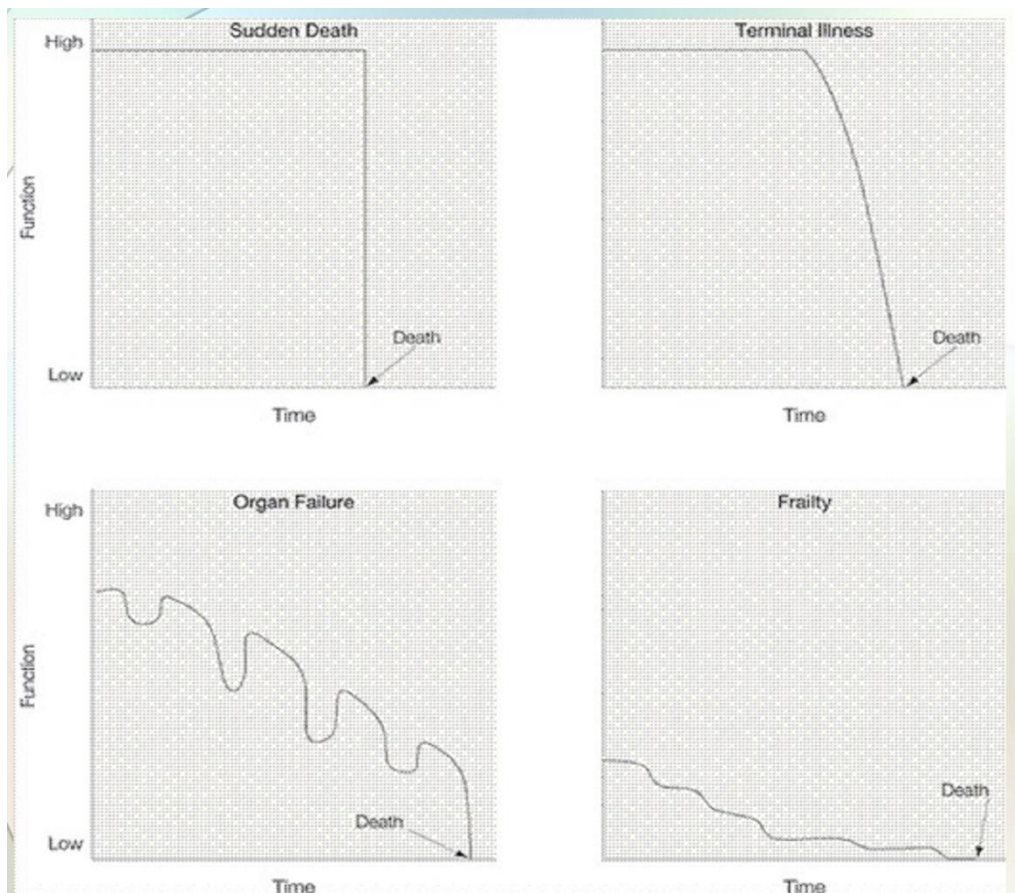 Sudden Death
High
Function
Death
Low
Time
Terminal Illness
Death
Time
Organ Failure
High
Function
Death
Low
Time
Frailty
Death
Time